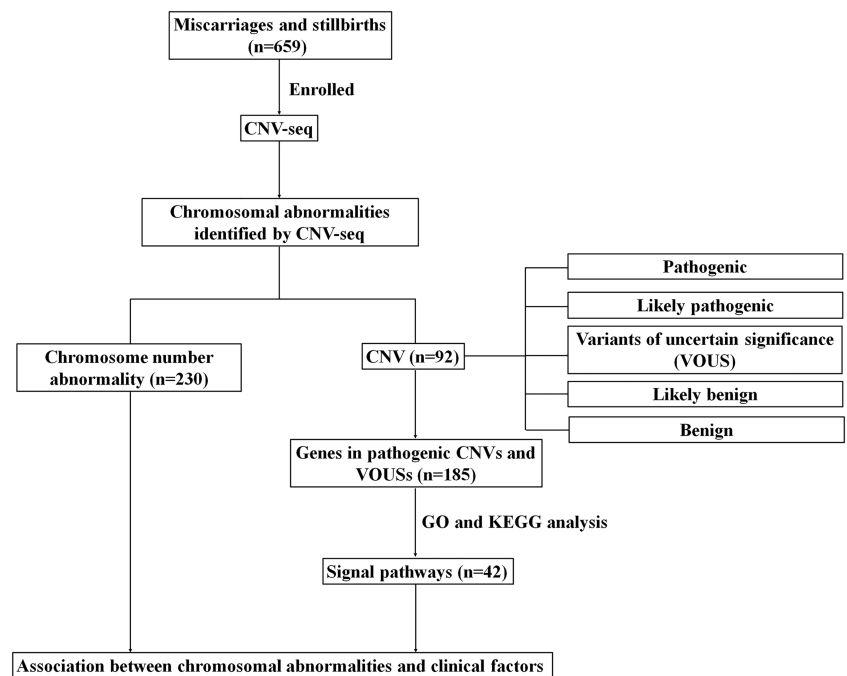 Miscarriages and stillbirths
(n=659)
Enrolled
CNV-seq
Chromosomal abnormalities
identified by CNV-seq
Chromosome number
abnormality (n=230)
CNV (n=92)
Pathogenic
Likely pathogenic
Variants of uncertain significance
(VOUS)
Likely benign
Benign
Genes in pathogenic CNVs and
VOUSs (n=185)
GO and KEGG analysis
Signal pathways (n=42)
Association between chromosomal abnormalities and clinical factors